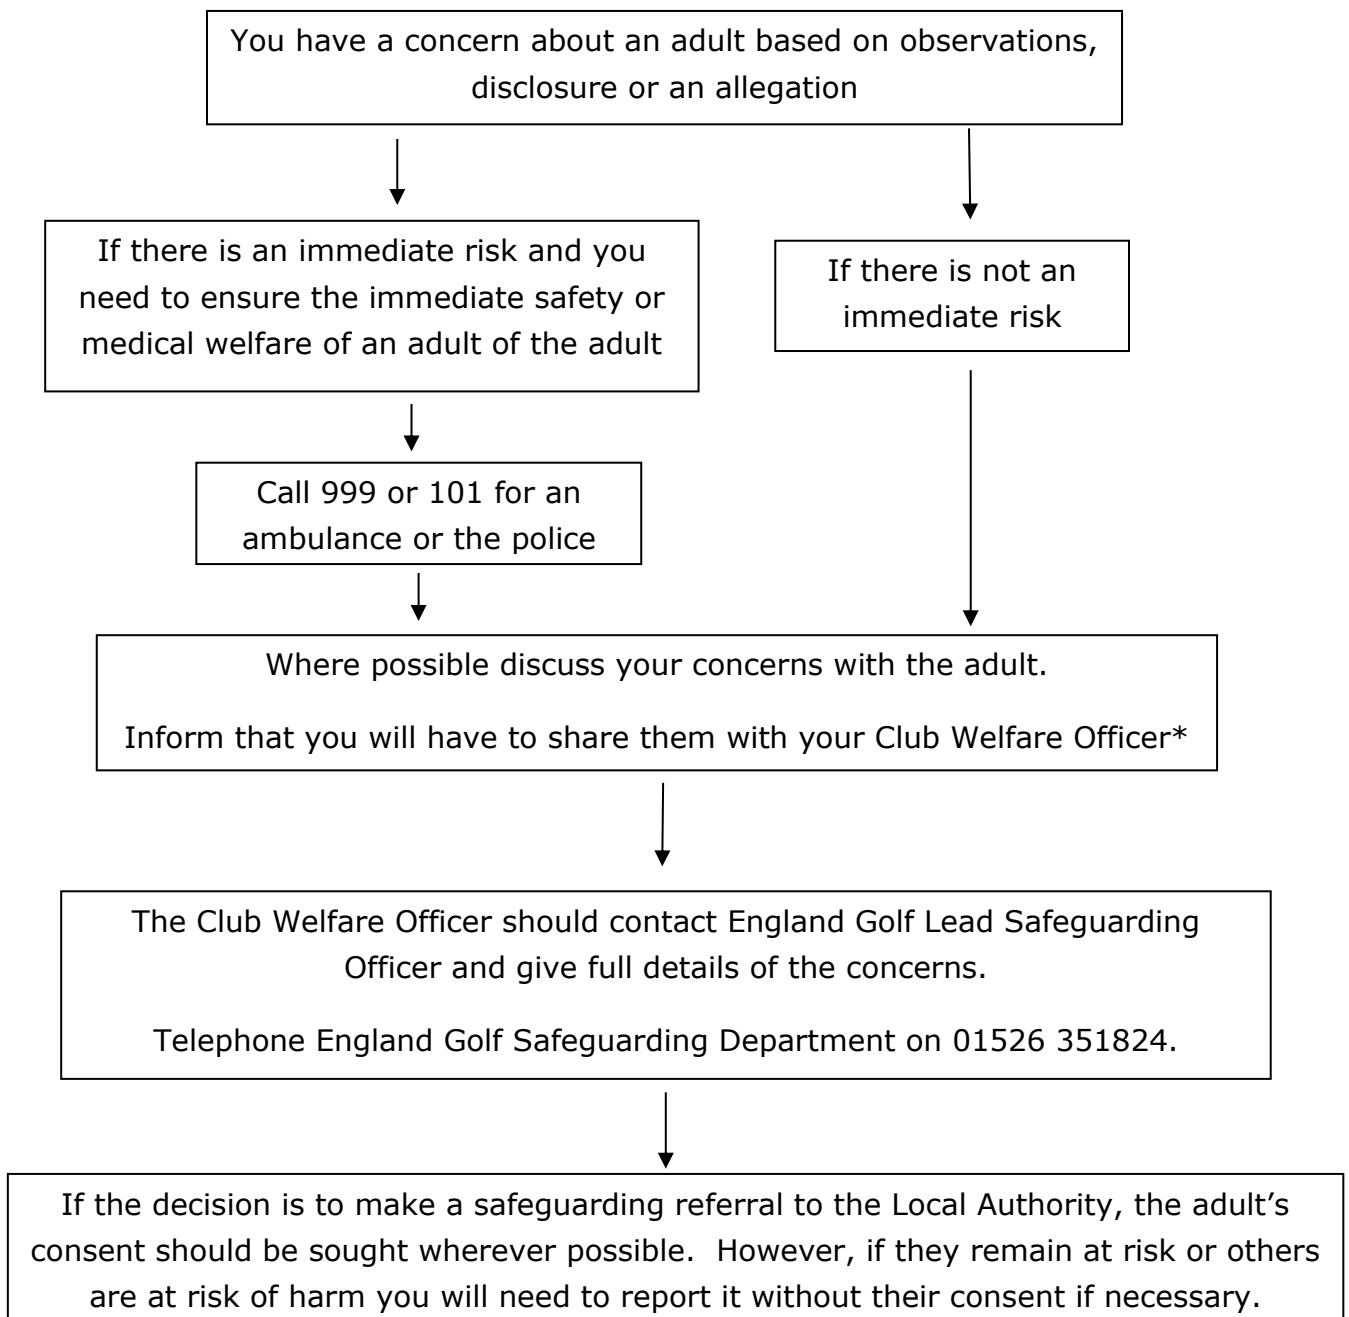 You have a concern about an adult based on observations,
disclosure or an allegation
If there is an immediate risk and you
need to ensure the immediate safety or
medical welfare of an adult of the adult
If there is not an
immediate risk
Call 999 or 101 for an
ambulance or the police
Where possible discuss your concerns with the adult.
Inform that you will have to share them with your Club Welfare Officer*
The Club Welfare Officer should contact England Golf Lead Safeguarding
Officer and give full details of the concerns.
Telephone England Golf Safeguarding Department on 01526 351824.
If the decision is to make a safeguarding referral to the Local Authority, the adult’s
consent should be sought wherever possible.  However, if they remain at risk or others
are at risk of harm you will need to report it without their consent if necessary.